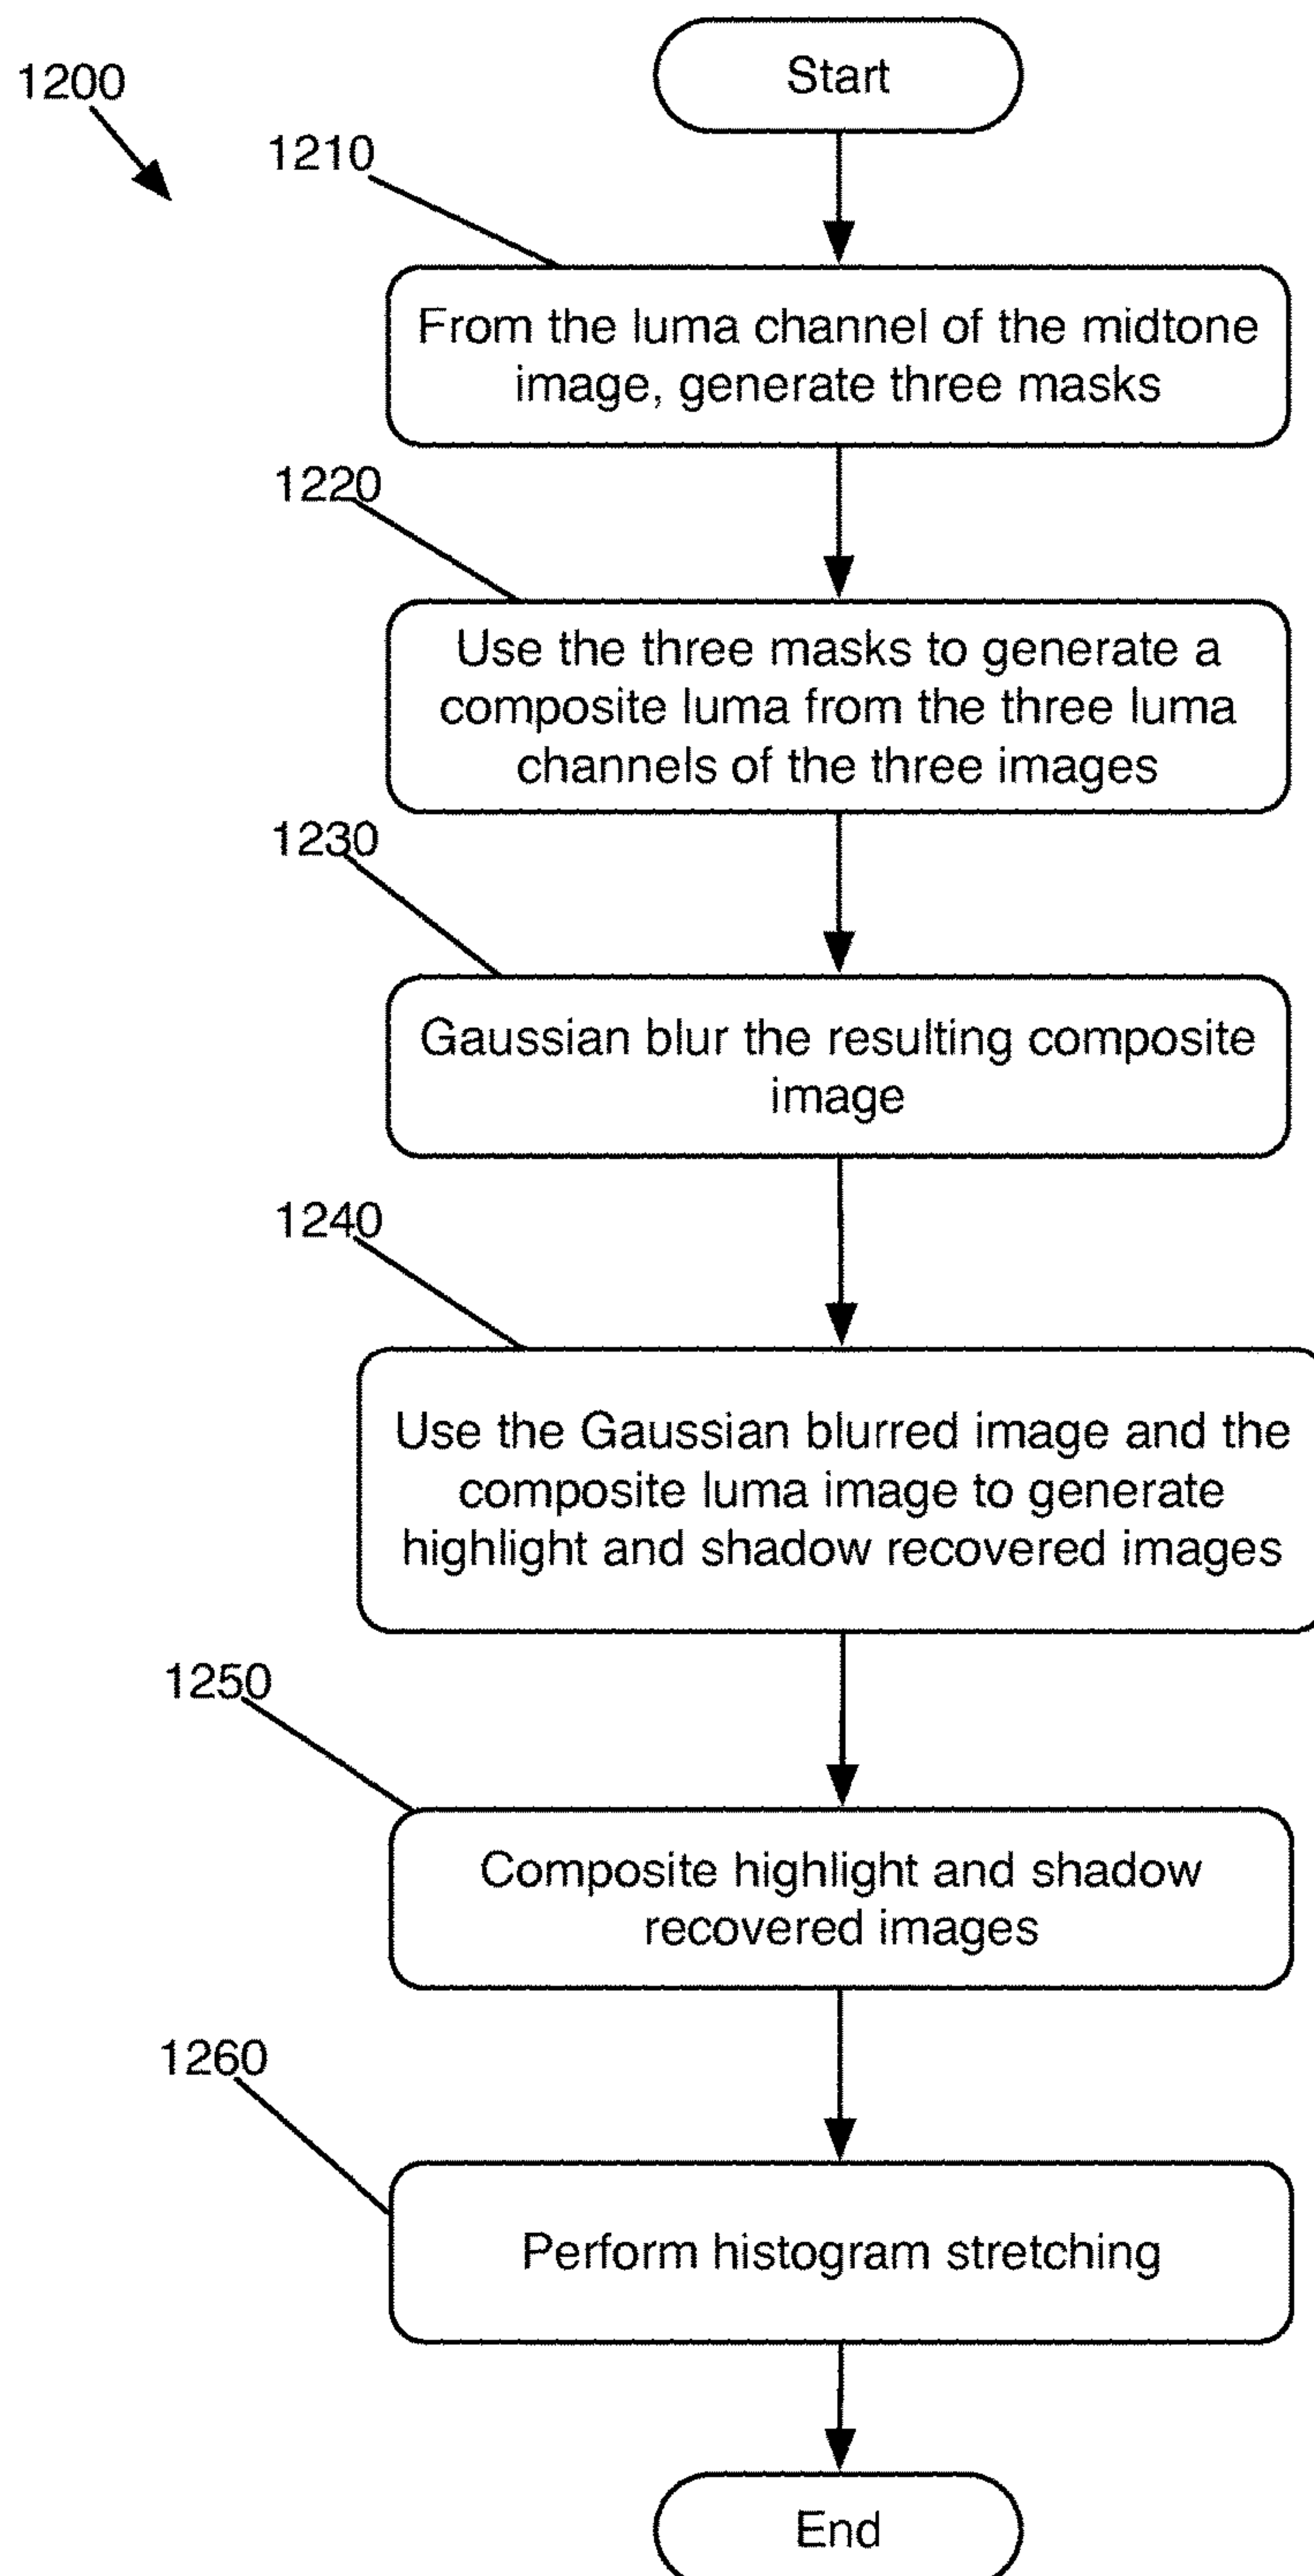 Start
1200
1210
From the luma channel of the midtone
image, generate three masks
1220
Use the three masks to generate a
composite luma from the three luma
channels of the three images
1230
Gaussian blur the resulting composite
image
1240
Use the Gaussian blurred image and the
composite luma image to generate
highlight and shadow recovered images
1250
Composite highlight and shadow
recovered images
1260
Perform histogram stretching
End